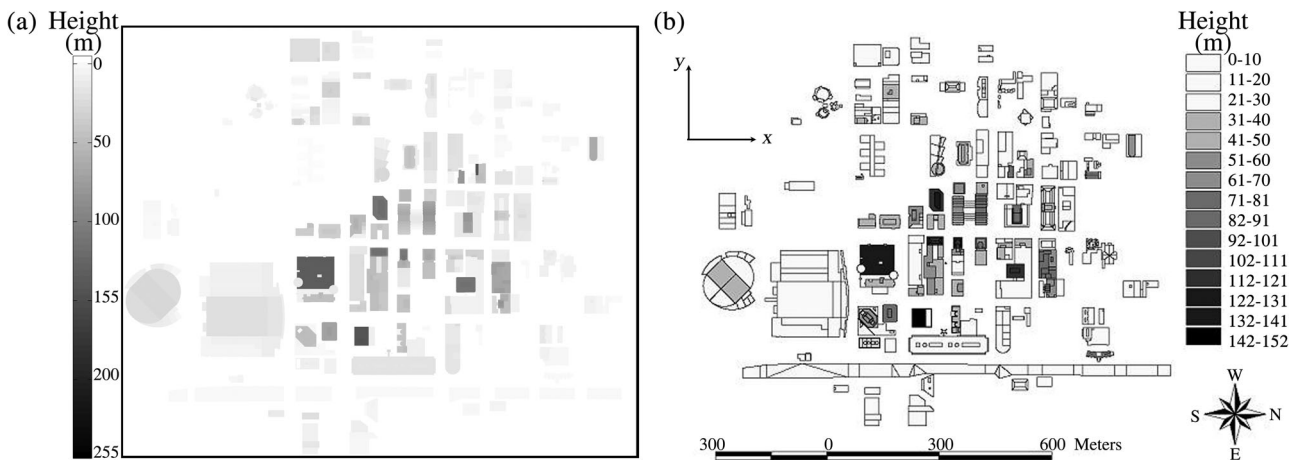 (a) Height
(m)
0
50
100
155
200
255
(b)
y
x
Height
(m)
0-10
11-20
21-30
31-40
41-50
51-60
61-70
71-81
82-91
92-101
102-111
112-121
122-131
132-141
142-152
W
S N
E
300 0 300 600 Meters